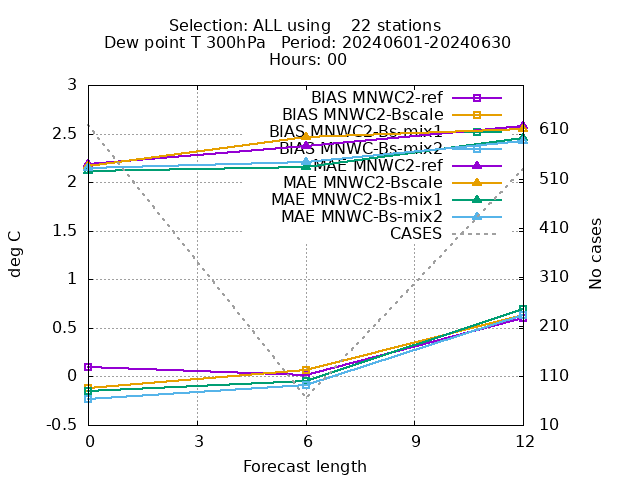 Selection: ALL using    22 stations
Dew point T 300hPa   Period: 20240601-20240630
Hours: 00
BIAS MNWC2-ref
BIAS MNWC2-Bscale
BIAS MNWC2-Bs-mix1
BIAS MNWC-Bs-mix2
MAE MNWC2-ref
MAE MNWC2-Bscale
MAE MNWC2-Bs-mix1
MAE MNWC-Bs-mix2
CASES
3
2.5
2
1.5
1
0.5
0
-0.5
deg C
610
510
410
310
210
110
10
No cases
0 3 6 9 12
Forecast length